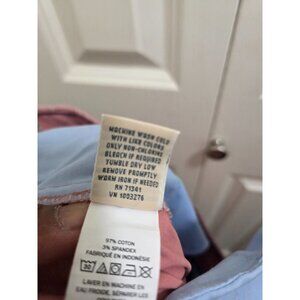 MACHINE WASH COLD
WITH LIKE COLORS
ONLY NON-CHLORINE
BLEACH IF REQUIRED
TUMBLE DRY LOW
REMOVE PROMPTLY
WARM IRON IF NEEDED
RN 71341
VN 1003276
97% COTON
3% SPANDEX
FABRIQUÉ EN INDONÉSIE
30
LAVER EN MACHINE EN EAU
FROIDE, SÉPARER LES